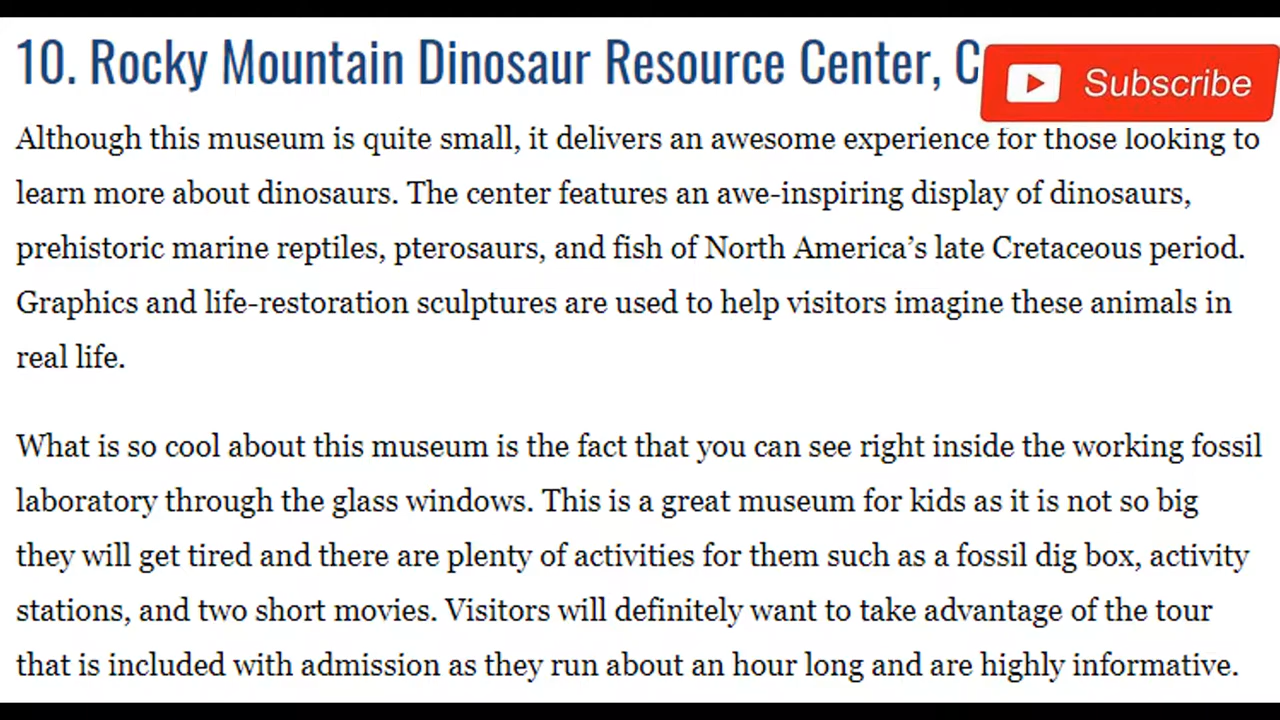 10. Rocky Mountain Dinosaur Resource Center,
Subscribe
Although this museum is quite small, it delivers an awesome experience for those looking to
learn more about dinosaurs. The center features an awe-inspiring display of dinosaurs,
prehistoric marine reptiles, pterosaurs, and fish of North America’s late Cretaceous period.
Graphics and life-restoration sculptures are used to help visitors imagine these animals in
real life.
What is so cool about this museum is the fact that you can see right inside the working fossil
laboratory through the glass windows. This is a great museum for kids as it is not so big
they will get tired and there are plenty of activities for them such as a fossil dig box, activity
stations, and two short movies. Visitors will definitely want to take advantage of the tour
that is included with admission as they run about an hour long and are highly informative.